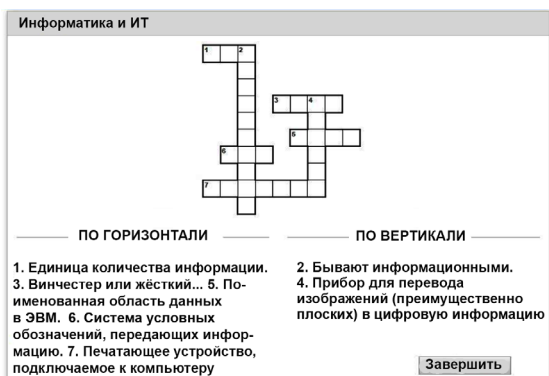 Информатика и ИТ
1 2
3 4
5
6
7
ПО ГОРИЗОНТАЛИ
1. Единица количества информации.
3. Винчестер или жёсткий... 5. По-
именованная область данных
в ЭВМ. 6. Система условных
обозначений, передающих инфор-
мацию. 7. Печатающее устройство,
подключаемое к компьютеру
ПО ВЕРТИКАЛИ
2. Бывают информационными.
4. Прибор для перевода
изображений (преимущественно
плоских) в цифровую информацию
Завершить